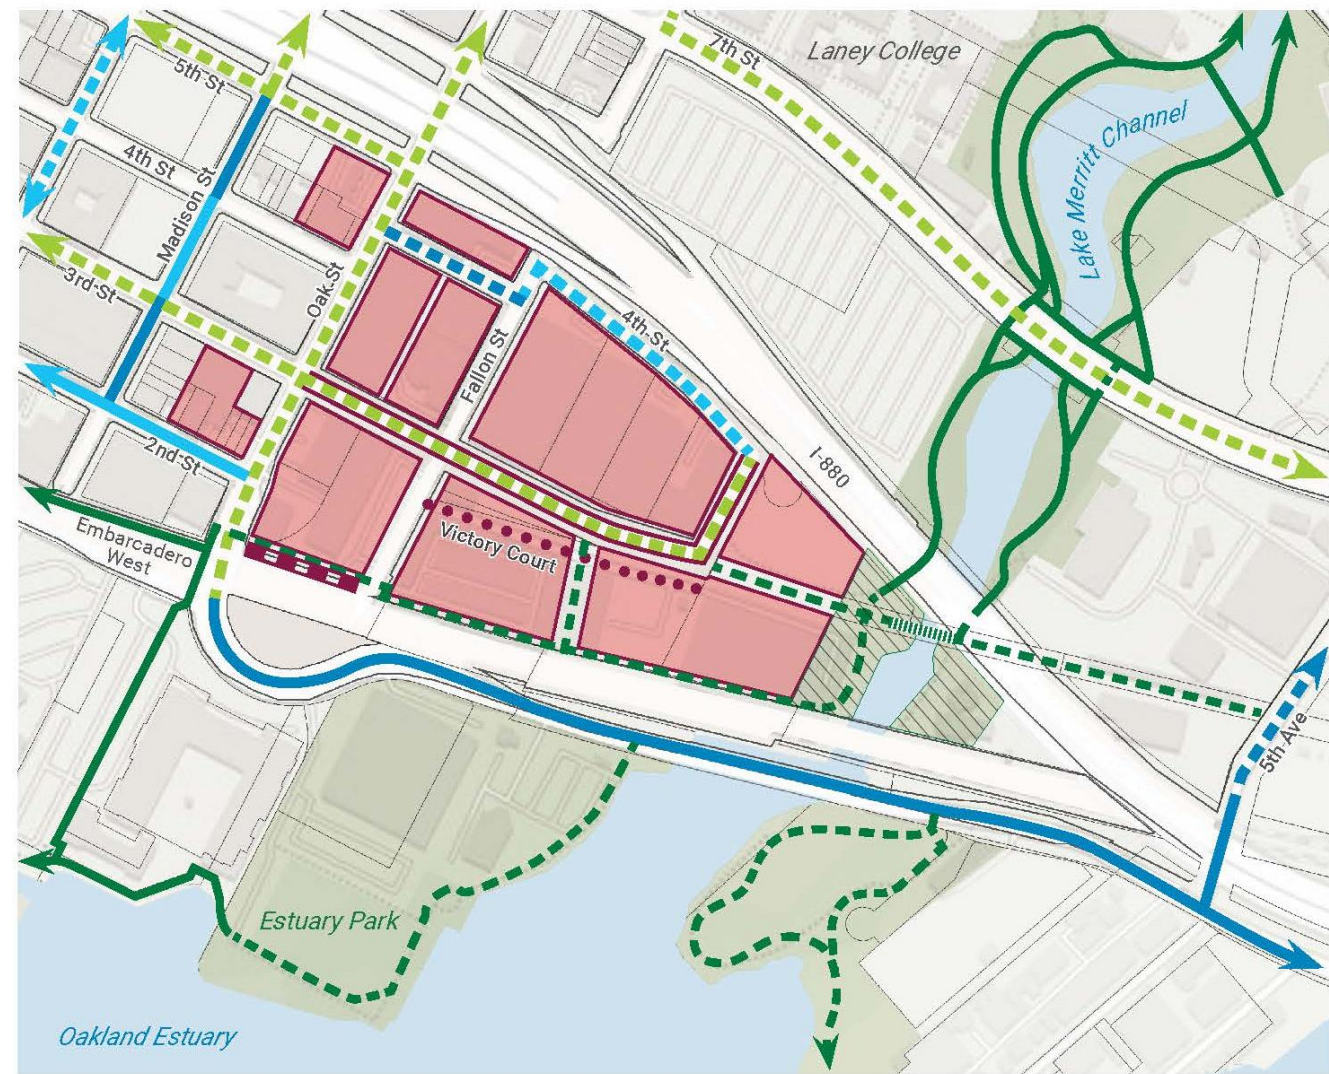 7th St
Laney College
5th St
Lake Merritt Channel
4th St
Madison St
3rd St
Oak St
4th St
Fallon St
I-880
2nd St
Embarcadero
West
Victory Court
5th Ave
Estuary Park
Oakland Estuary